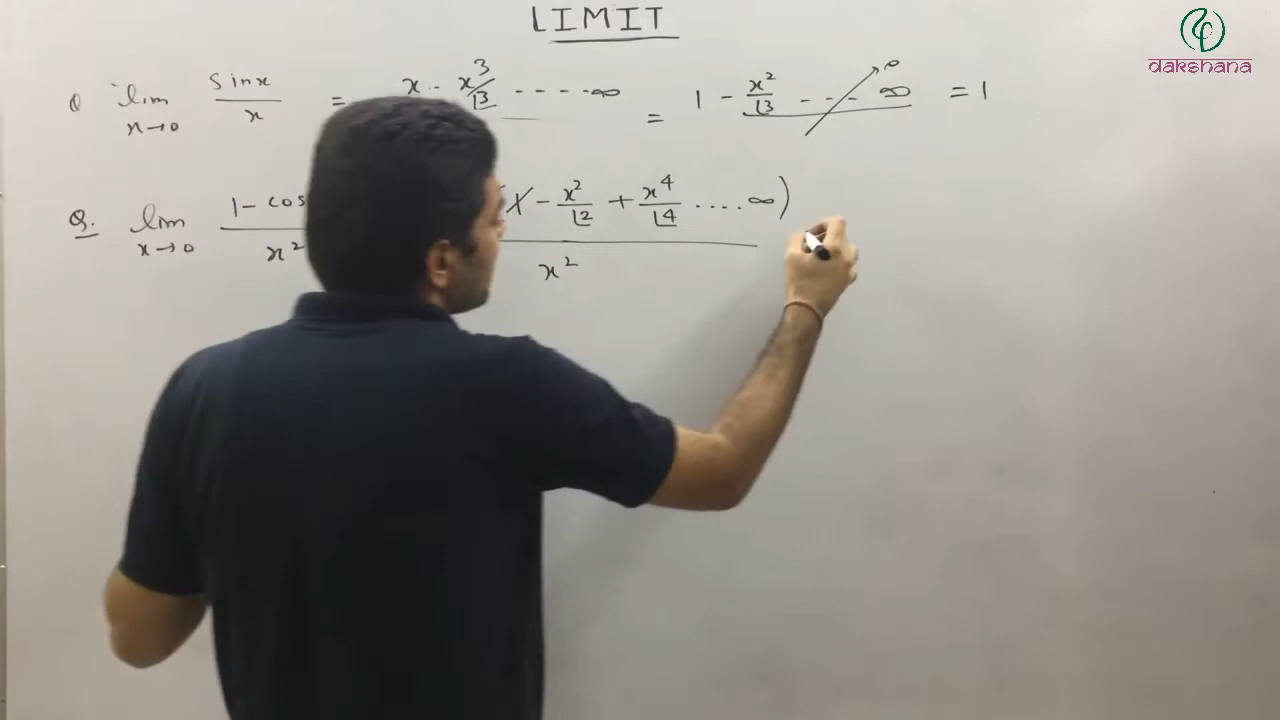 LIMIT
dakshana
Q lim x→0 sinx/x = x - x³/⌊3 - - - - ∞ = 1 - x²/⌊3 - - - ∞ →0 = 1
Q. lim x→0 1 - cos/x² (1 - x²/⌊2 + x⁴/⌊4 .... ∞)/x²